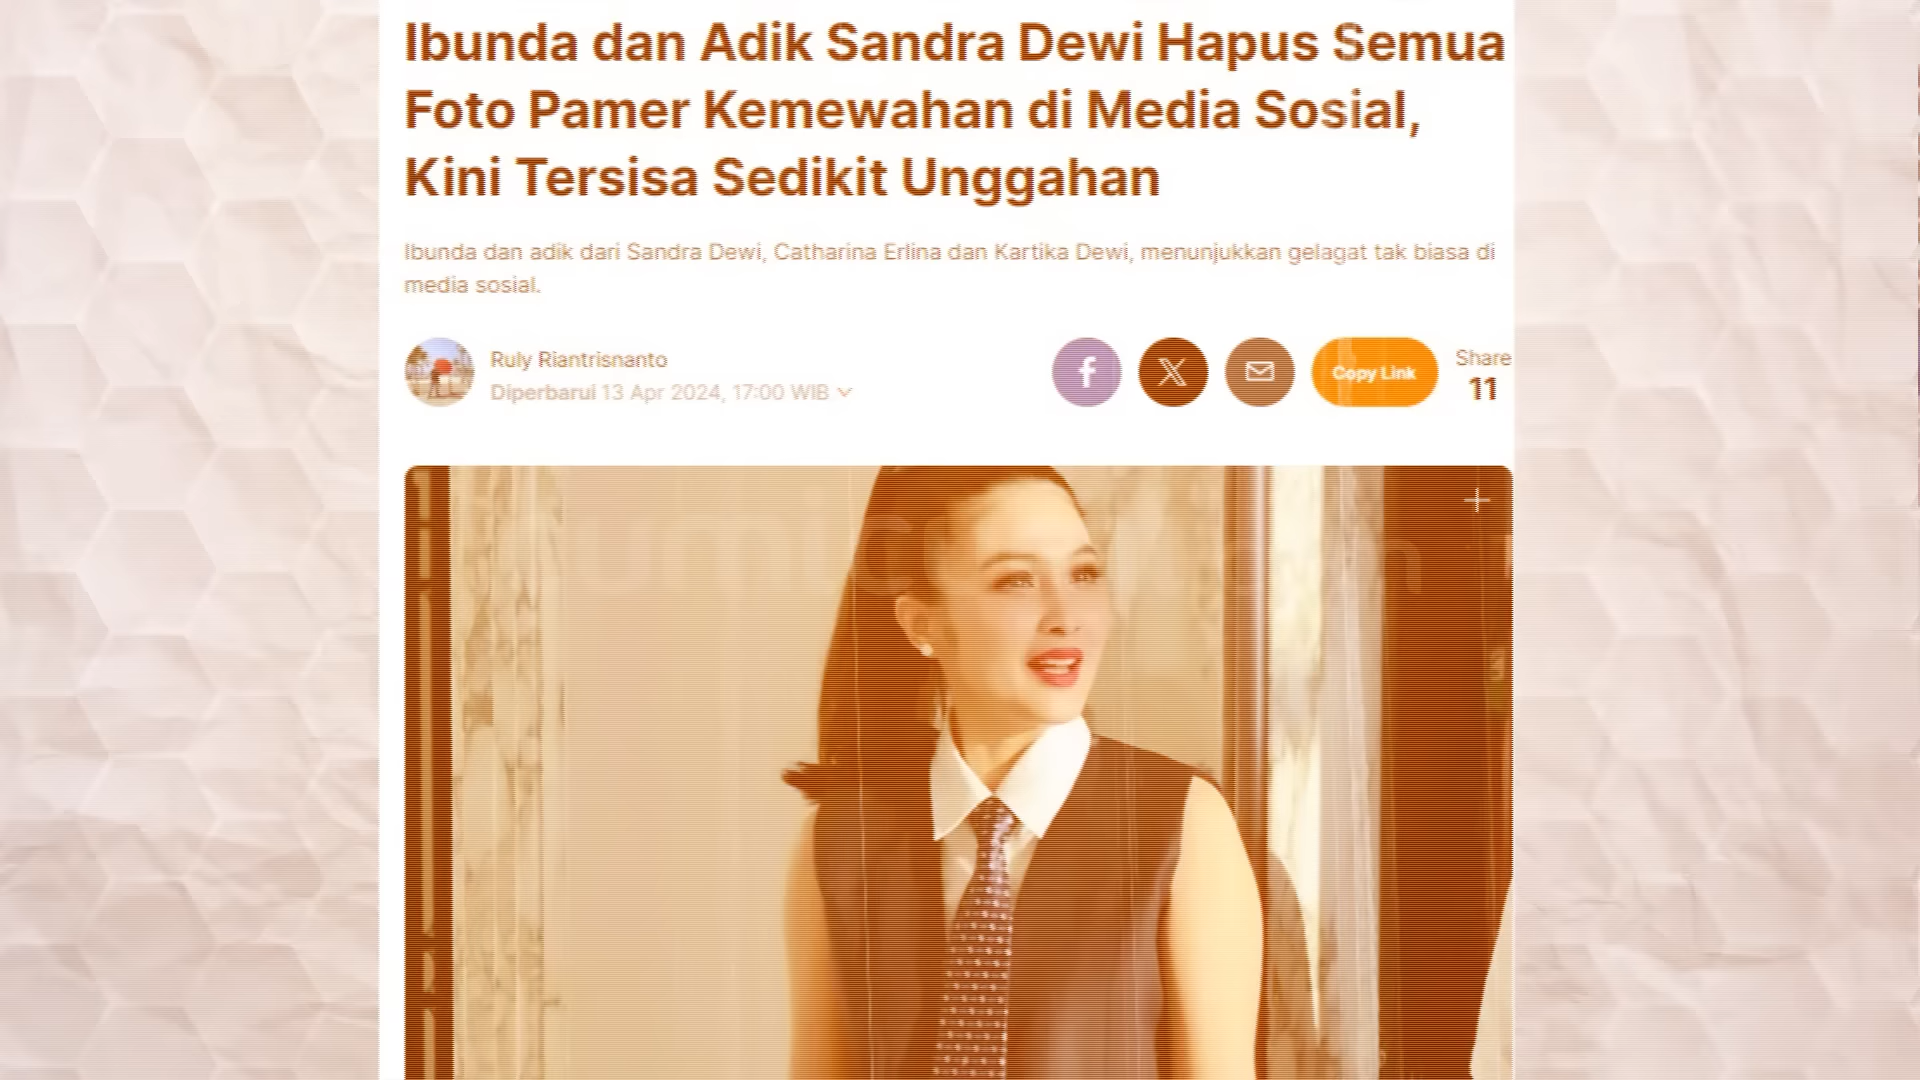 Ibunda dan Adik Sandra Dewi Hapus Semua
Foto Pamer Kemewahan di Media Sosial,
Kini Tersisa Sedikit Unggahan
Ibunda dan adik dari Sandra Dewi, Catharina Erlina dan Kartika Dewi, menunjukkan gelagat tak biasa di
media sosial.
Ruly Riantrisnanto
Diperbarui 13 Apr 2024, 17:00 WIB
Copy Link
Share
11